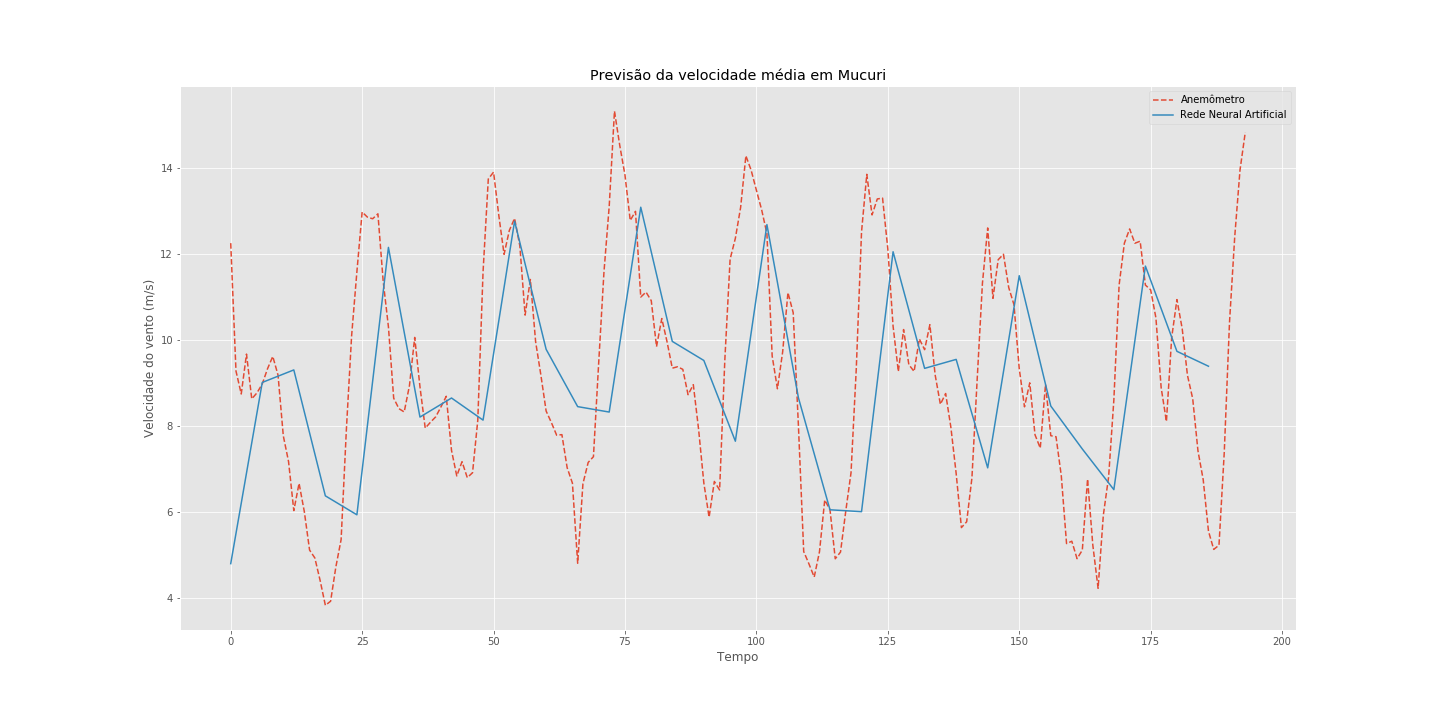 Previsão da velocidade média em Mucuri
Anemômetro
Rede Neural Artificial
Velocidade do vento (m/s)
14
12
10
8
6
4
0 25 50 75 100 125 150 175 200
Tempo